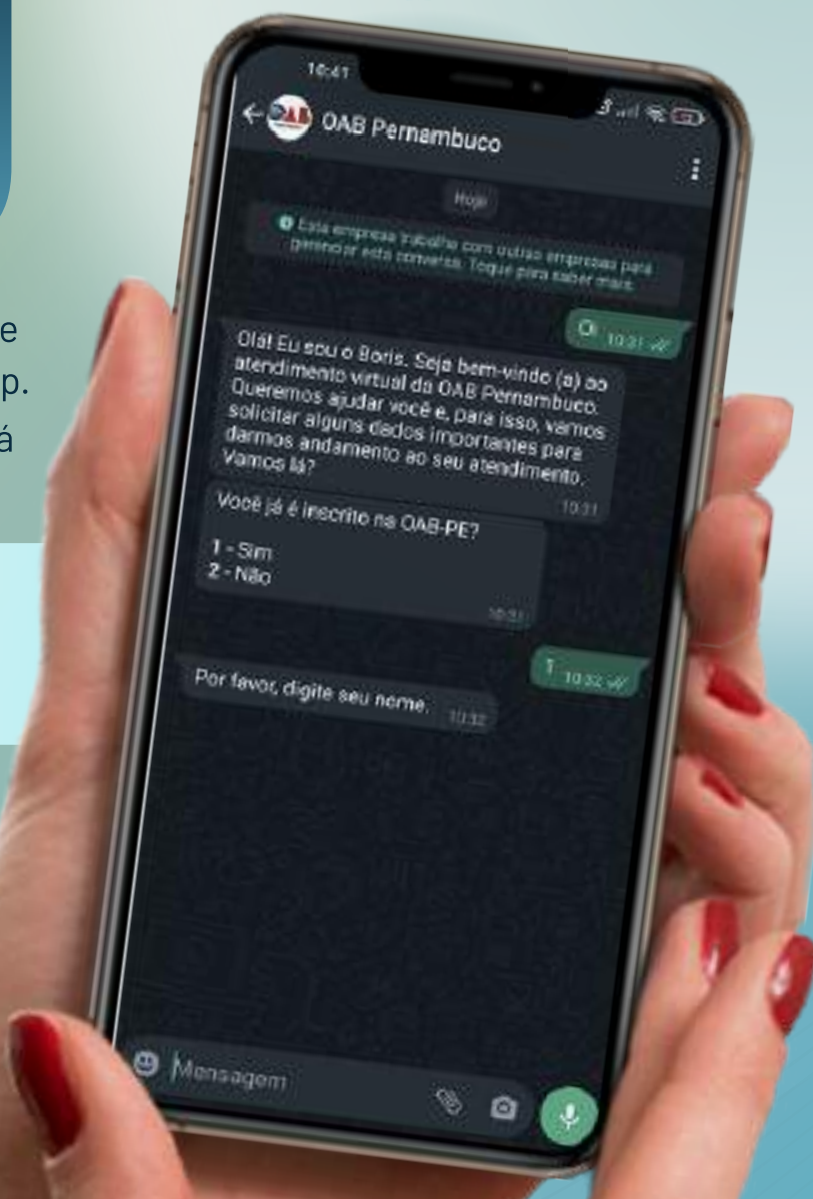 e
p.
á
10:41
OAB Pernambuco
Hoje
Esta empresa trabalha com outras empresas para
gerenciar esta conversa. Toque para saber mais.
Oi 10:31
Olá! Eu sou o Boris. Seja bem-vindo (a) ao
atendimento virtual da OAB Pernambuco.
Queremos ajudar você e, para isso, vamos
solicitar alguns dados importantes para
darmos andamento ao seu atendimento.
Vamos lá?
10:31
Você já é inscrito na OAB-PE?
1 - Sim
2 - Não
10:31
1 10:32
Por favor, digite seu nome. 10:32
Mensagem